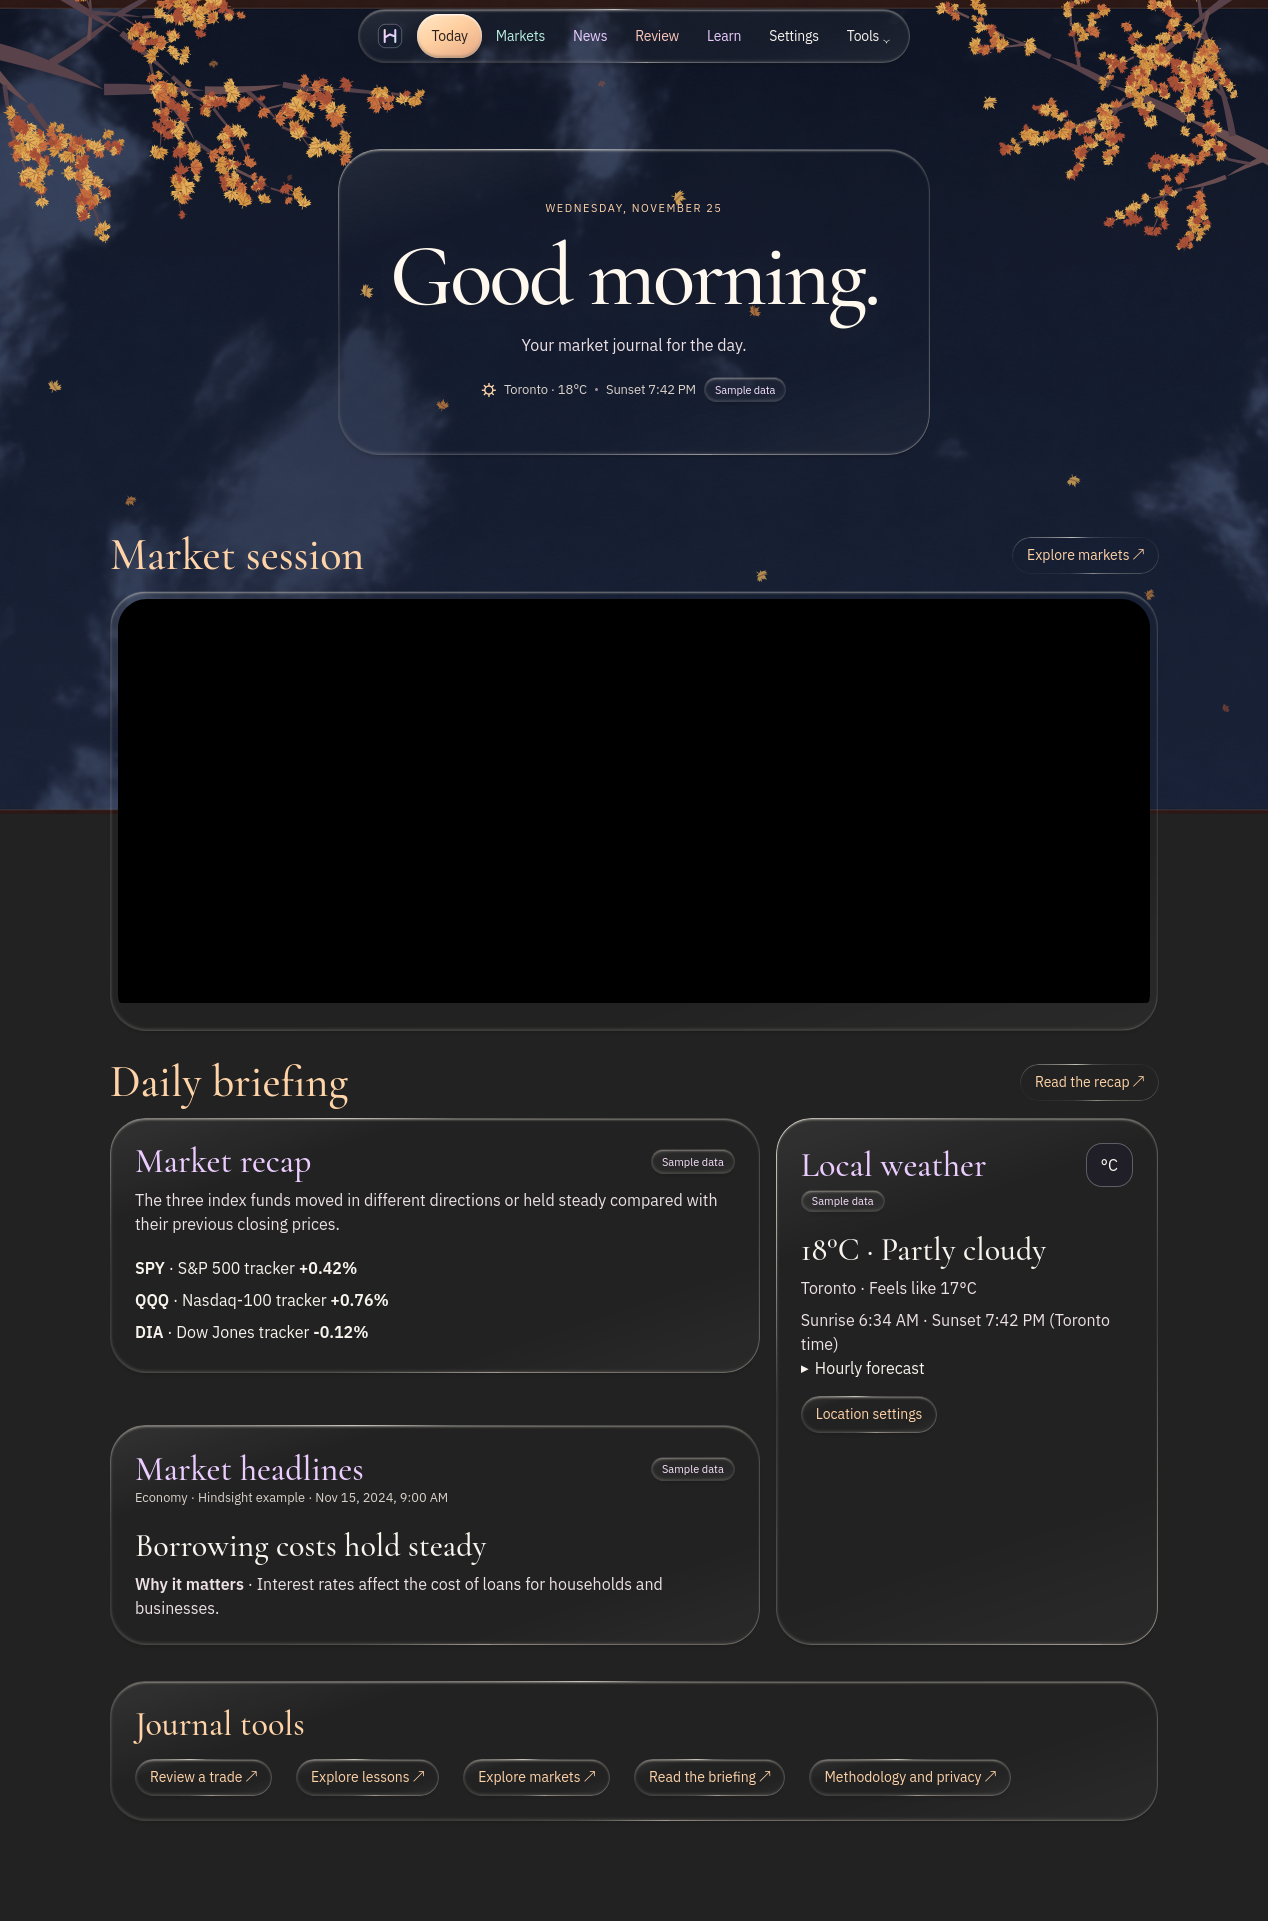 Today Markets News Review Learn Settings Tools
WEDNESDAY, NOVEMBER 25
Good morning.
Your market journal for the day.
Toronto · 18°C • Sunset 7:42 PM Sample data
Market session
Explore markets ↗
Daily briefing
Read the recap ↗
Market recap
Sample data
The three index funds moved in different directions or held steady compared with
their previous closing prices.
SPY · S&P 500 tracker +0.42%
QQQ · Nasdaq-100 tracker +0.76%
DIA · Dow Jones tracker -0.12%
Local weather
°C
Sample data
18°C · Partly cloudy
Toronto · Feels like 17°C
Sunrise 6:34 AM · Sunset 7:42 PM (Toronto
time)
▸ Hourly forecast
Location settings
Market headlines
Sample data
Economy · Hindsight example · Nov 15, 2024, 9:00 AM
Borrowing costs hold steady
Why it matters · Interest rates affect the cost of loans for households and
businesses.
Journal tools
Review a trade ↗ Explore lessons ↗ Explore markets ↗ Read the briefing ↗ Methodology and privacy ↗